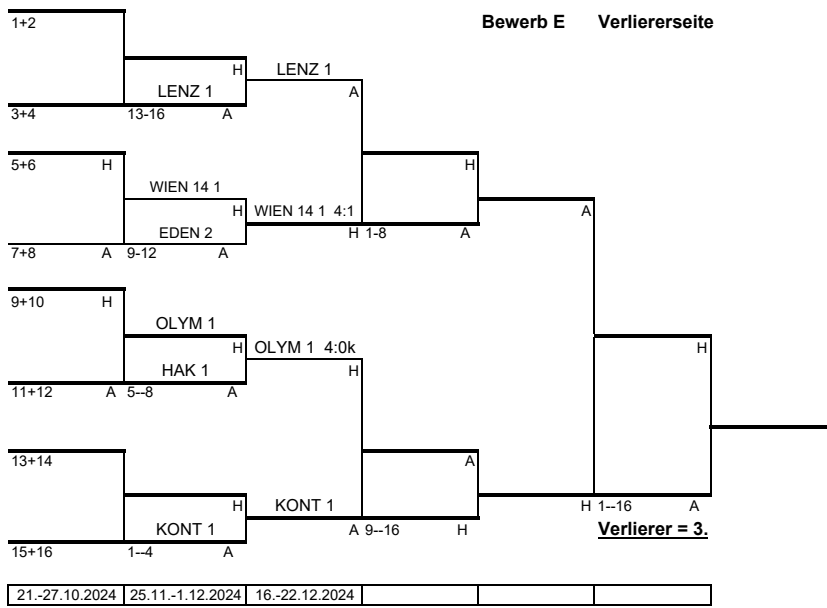 1+2 Bewerb E Verliererseite
H LENZ 1
LENZ 1 A
3+4 13-16 A
5+6 H H
WIEN 14 1
H WIEN 14 1 4:1 A
EDEN 2 H 1-8 A
7+8 A 9-12 A
9+10 H
OLYM 1
H OLYM 1 4:0k H
HAK 1 H
11+12 A 5--8 A
13+14 A
H KONT 1 H 1--16 A
KONT 1 A 9--16 H Verlierer = 3.
15+16 1--4 A
21.-27.10.2024 25.11.-1.12.2024 16.-22.12.2024